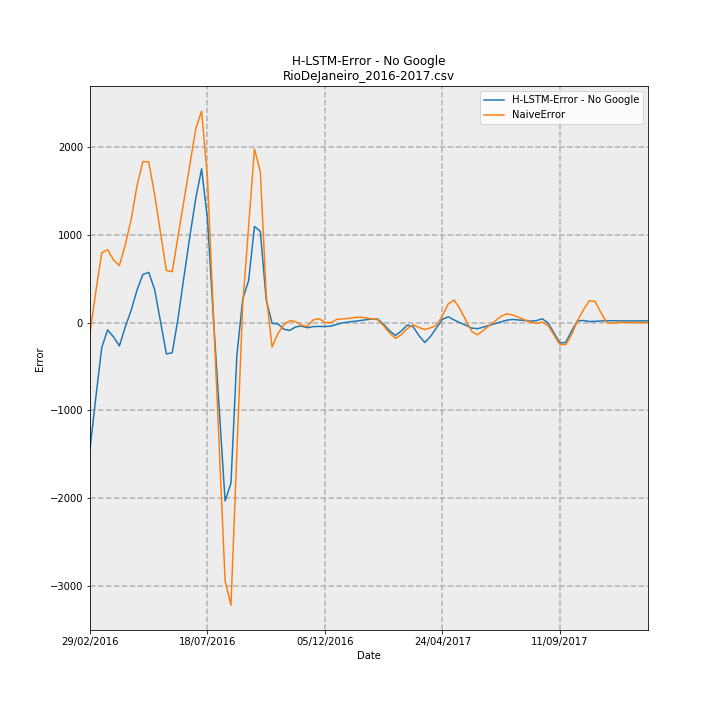 H-LSTM-Error - No Google
RioDeJaneiro_2016-2017.csv
H-LSTM-Error - No Google
NaiveError
Error
2000
1000
0
−1000
−2000
−3000
29/02/2016
18/07/2016
05/12/2016
24/04/2017
11/09/2017
Date